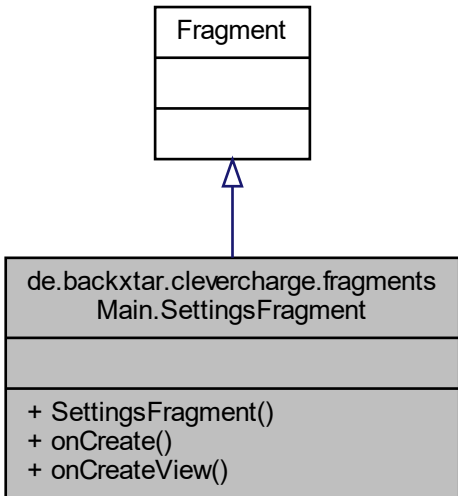 Fragment
de.backxtar.clevercharge.fragments
Main.SettingsFragment
+ SettingsFragment()
+ onCreate()
+ onCreateView()